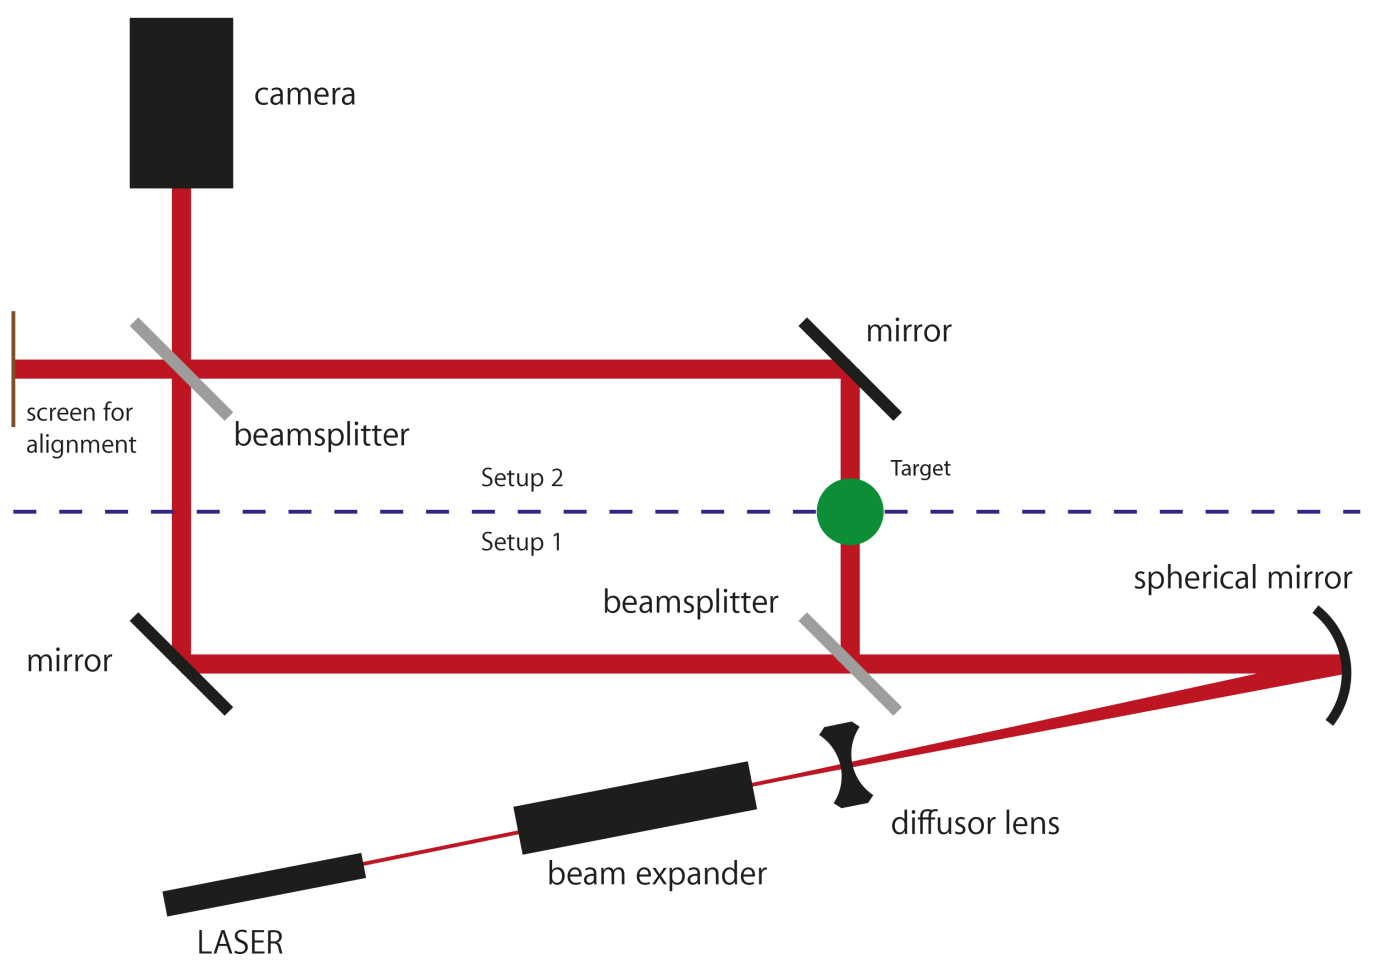 camera
mirror
screen for
alignment
beamsplitter
Target
Setup 2
Setup 1
spherical mirror
beamsplitter
mirror
diffusor lens
beam expander
LASER